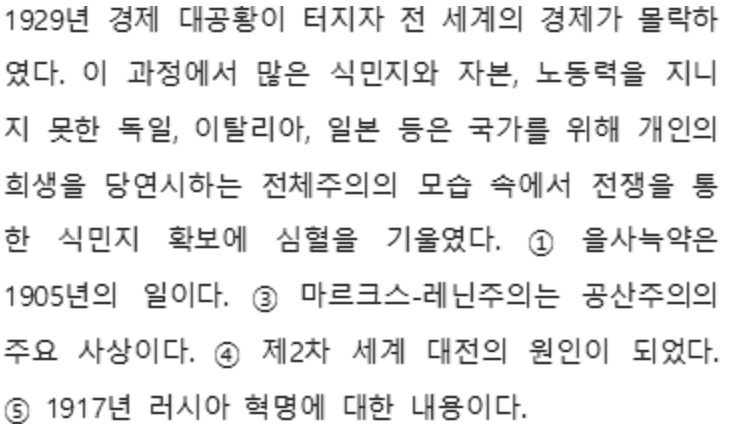 1929년 경제 대공황이 터지자 전 세계의 경제가 몰락하
였다. 이 과정에서 많은 식민지와 자본, 노동력을 지니
지 못한 독일, 이탈리아, 일본 등은 국가를 위해 개인의
희생을 당연시하는 전체주의의 모습 속에서 전쟁을 통
한 식민지 확보에 심혈을 기울였다. ① 을사늑약은
1905년의 일이다. ③ 마르크스-레닌주의는 공산주의의
주요 사상이다. ④ 제2차 세계 대전의 원인이 되었다.
⑤ 1917년 러시아 혁명에 대한 내용이다.